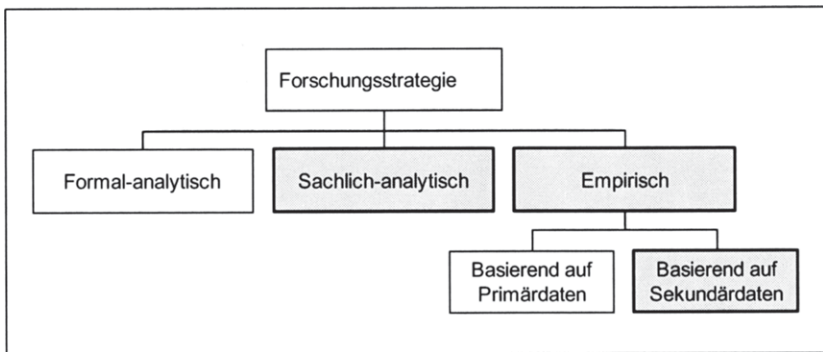 Forschungsstrategie
Formal-analytisch
Sachlich-analytisch
Empirisch
Basierend auf
Primärdaten
Basierend auf
Sekundärdaten